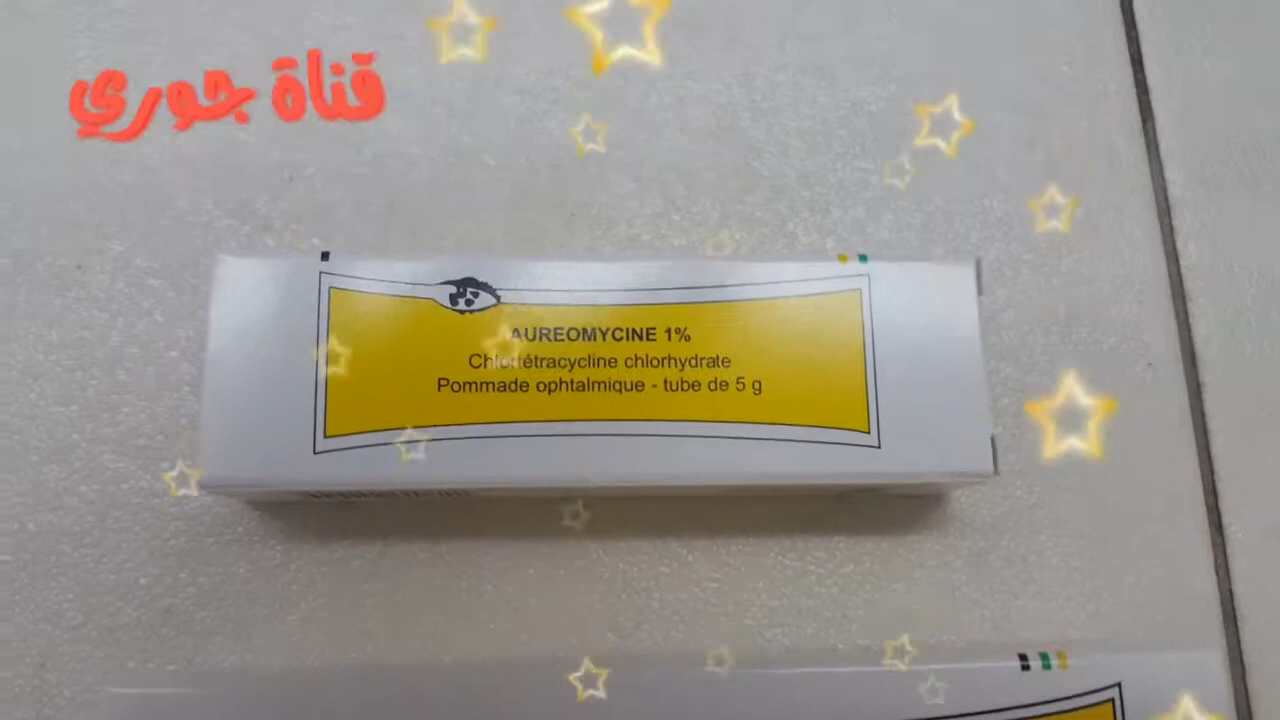 قناة جوري
AUREOMYCINE 1%
Chlortétracycline chlorhydrate
Pommade ophtalmique - tube de 5 g